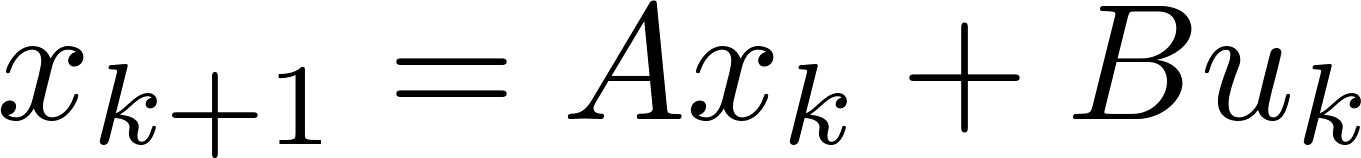 x_{k+1} = Ax_k + Bu_k